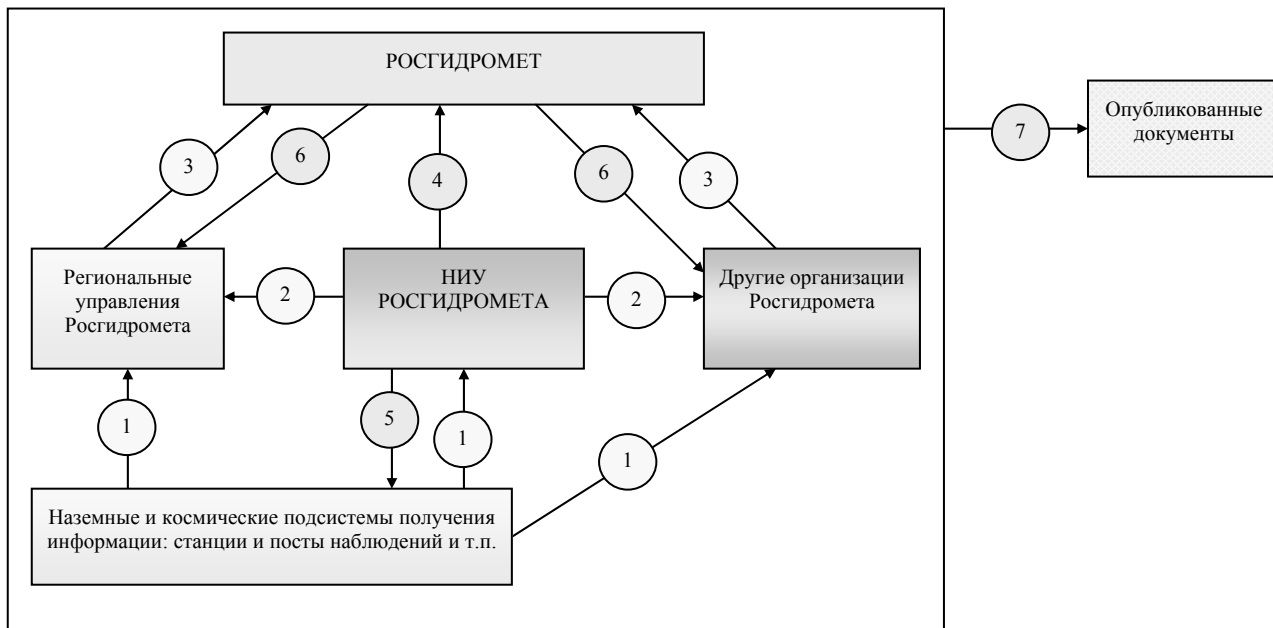 РОСГИДРОМЕТ
Опубликованные
документы
7
3
6
4
6
3
Региональные
управления
Росгидромета
2
НИУ
РОСГИДРОМЕТА
2
Другие организации
Росгидромета
1
5
1
1
Наземные и космические подсистемы получения
информации: станции и посты наблюдений и т.п.